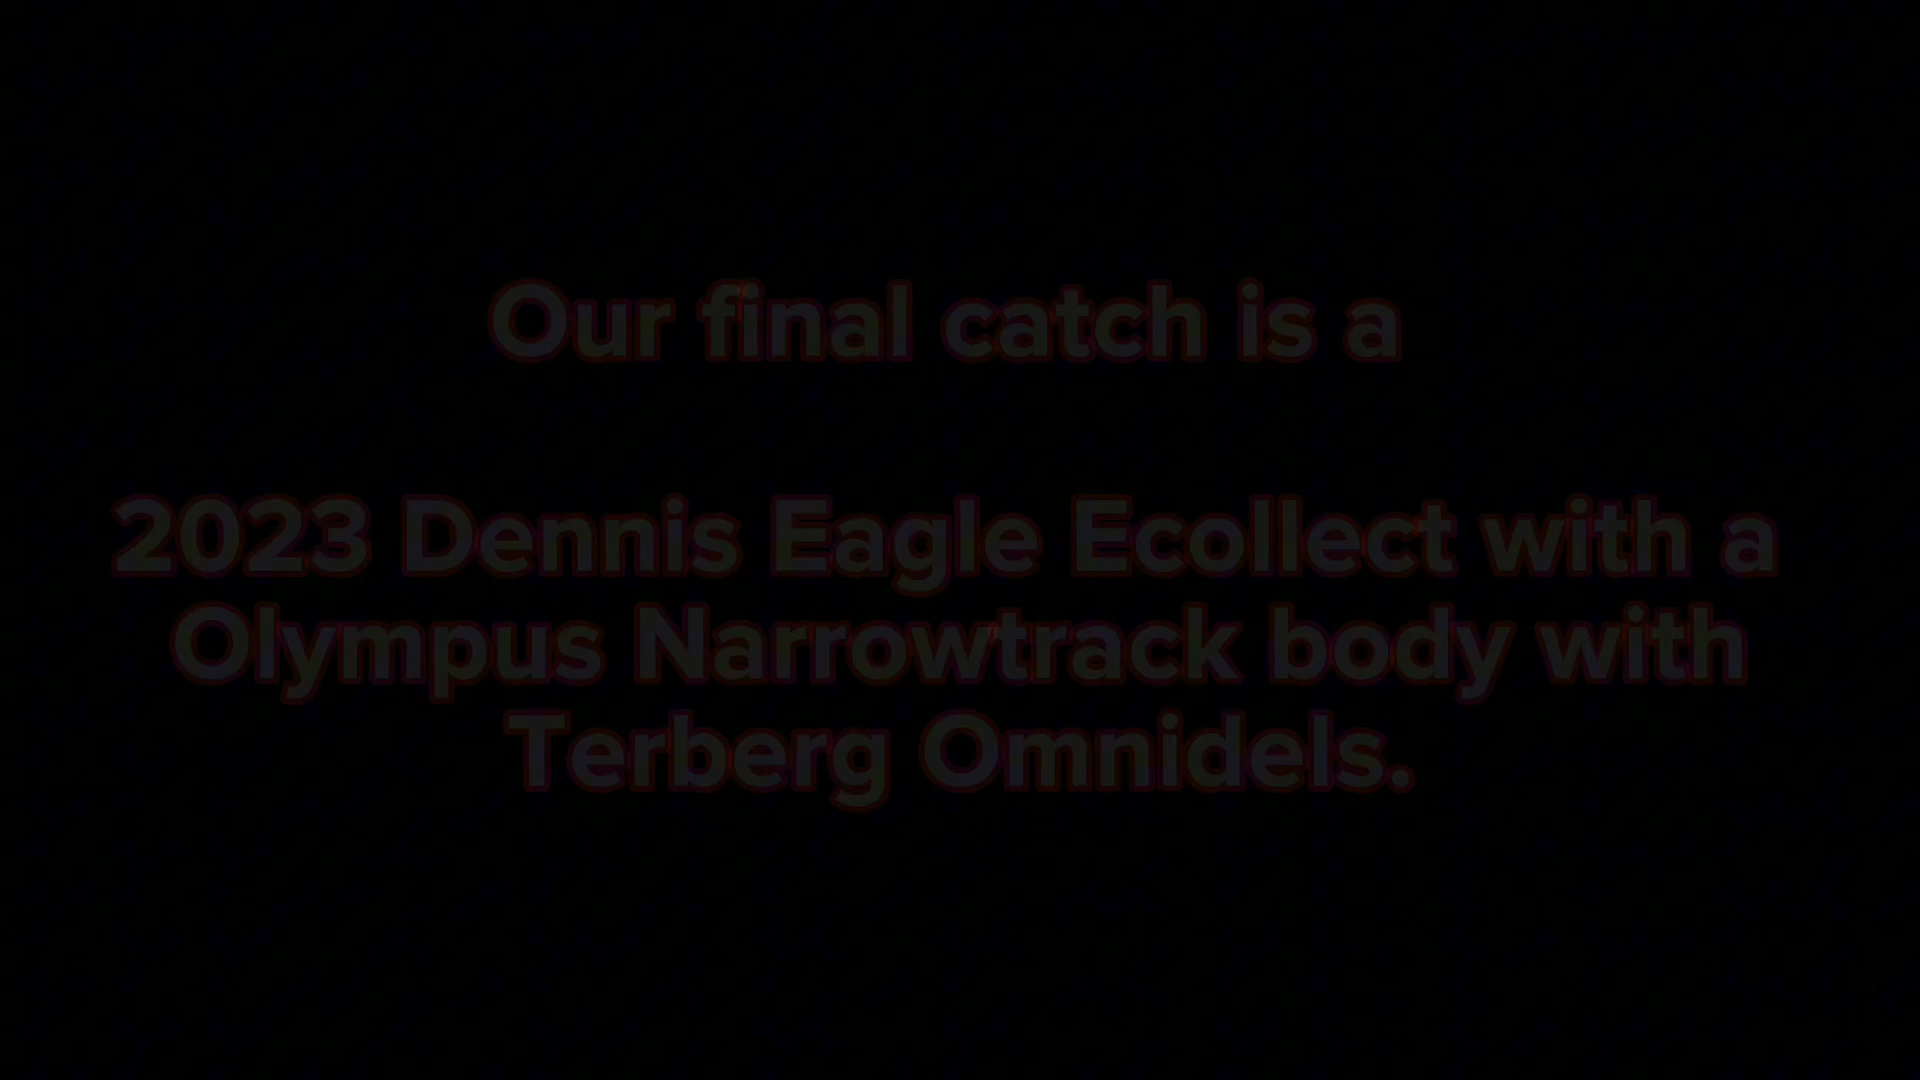 Our final catch is a
2023 Dennis Eagle Ecollect with a
Olympus Narrowtrack body with
Terberg Omnidels.